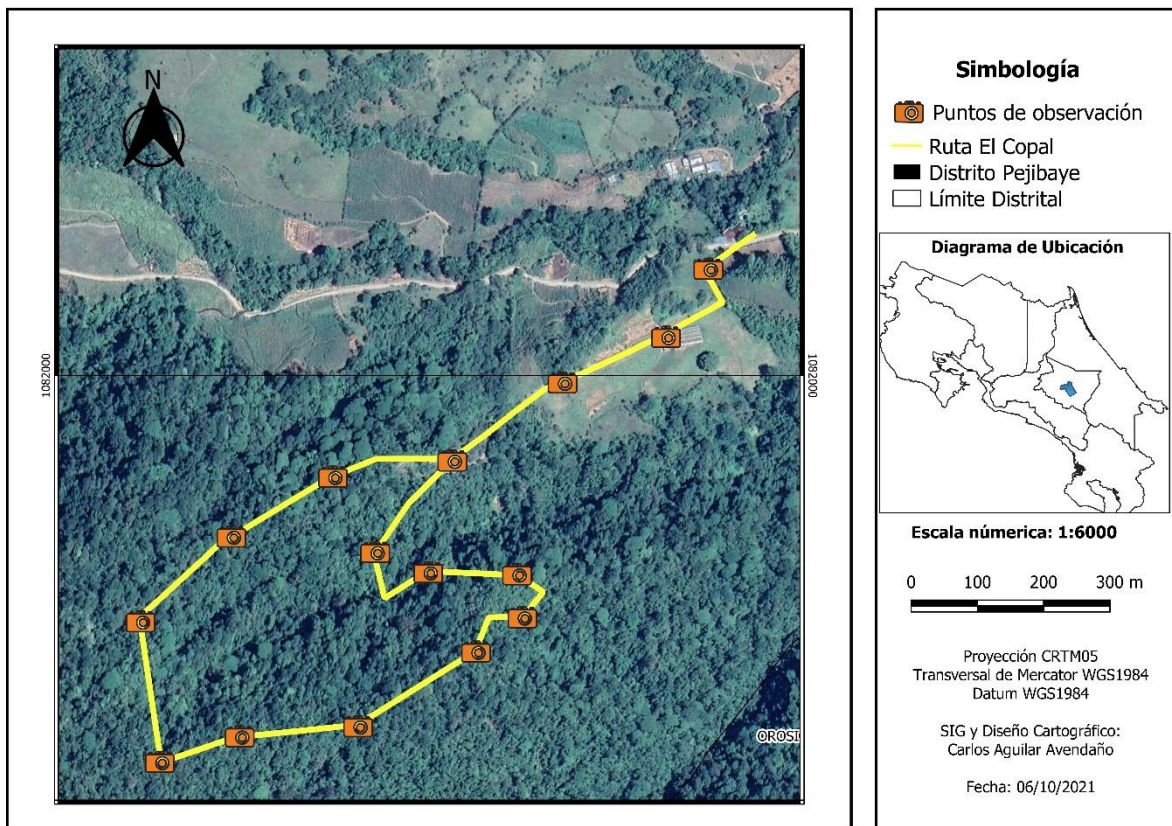 N
1082000
1082000
OROSI
Simbología
Puntos de observación
Ruta El Copal
Distrito Pejibaye
Límite Distrital
Diagrama de Ubicación
Escala númerica: 1:6000
0 100 200 300 m
Proyección CRTM05
Transversal de Mercator WGS1984
Datum WGS1984
SIG y Diseño Cartográfico:
Carlos Aguilar Avendaño
Fecha: 06/10/2021